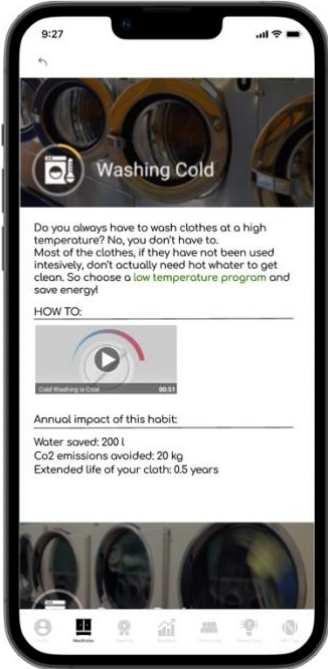 9:27
Washing Cold
Do you always have to wash clothes at a high
temperature? No, you don't have to.
Most of the clothes, if they have not been used
intesively, don't actually need hot whater to get
clean. So choose a low temperature program and
save energy!
HOW TO:
Cold Washing is Cool 00:51
Annual impact of this habit:
Water saved: 200 l
Co2 emissions avoided: 20 kg
Extended life of your cloth: 0.5 years